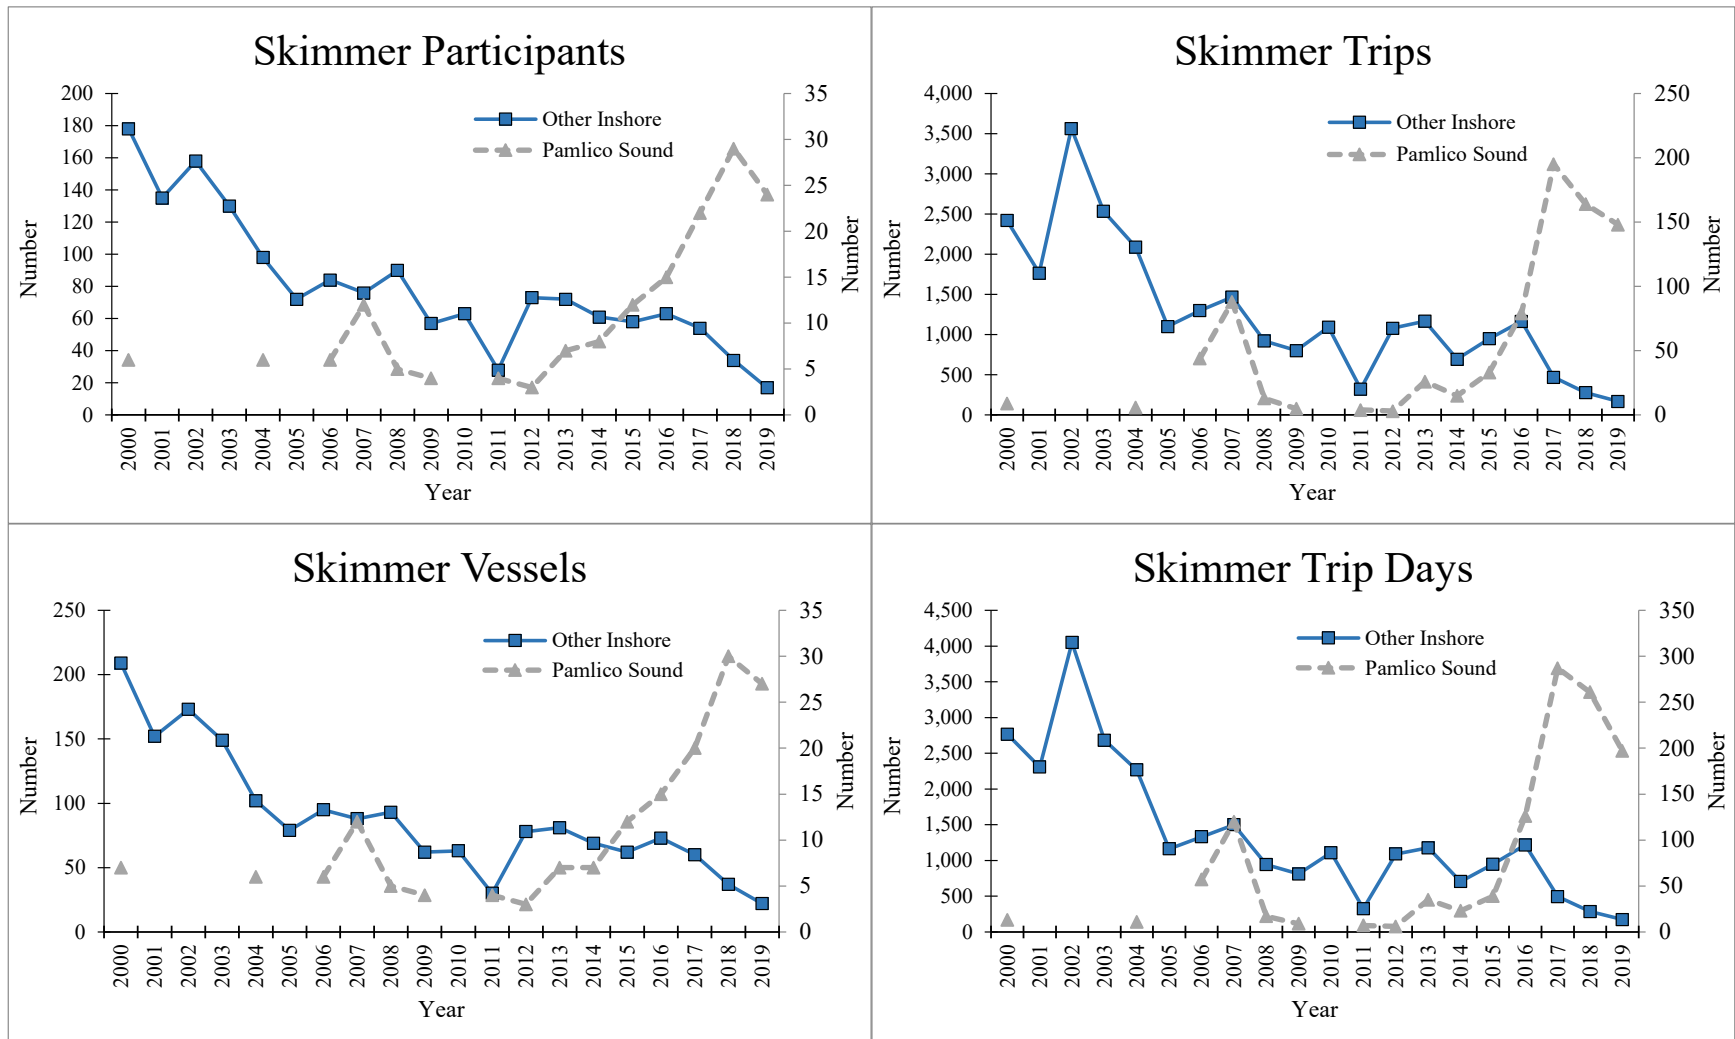 Skimmer Participants
200
180
160
140
120
100
80
60
40
20
0
35
30
25
20
15
10
5
0
Other Inshore
Pamlico Sound
Number
Number
2000 2001 2002 2003 2004 2005 2006 2007 2008 2009 2010 2011 2012 2013 2014 2015 2016 2017 2018 2019
Year
Skimmer Trips
4,000
3,500
3,000
2,500
2,000
1,500
1,000
500
0
250
200
150
100
50
0
Other Inshore
Pamlico Sound
Number
Number
2000 2001 2002 2003 2004 2005 2006 2007 2008 2009 2010 2011 2012 2013 2014 2015 2016 2017 2018 2019
Year
Skimmer Vessels
250
200
150
100
50
0
35
30
25
20
15
10
5
0
Other Inshore
Pamlico Sound
Number
Number
2000 2001 2002 2003 2004 2005 2006 2007 2008 2009 2010 2011 2012 2013 2014 2015 2016 2017 2018 2019
Year
Skimmer Trip Days
4,500
4,000
3,500
3,000
2,500
2,000
1,500
1,000
500
0
350
300
250
200
150
100
50
0
Other Inshore
Pamlico Sound
Number
Number
2000 2001 2002 2003 2004 2005 2006 2007 2008 2009 2010 2011 2012 2013 2014 2015 2016 2017 2018 2019
Year